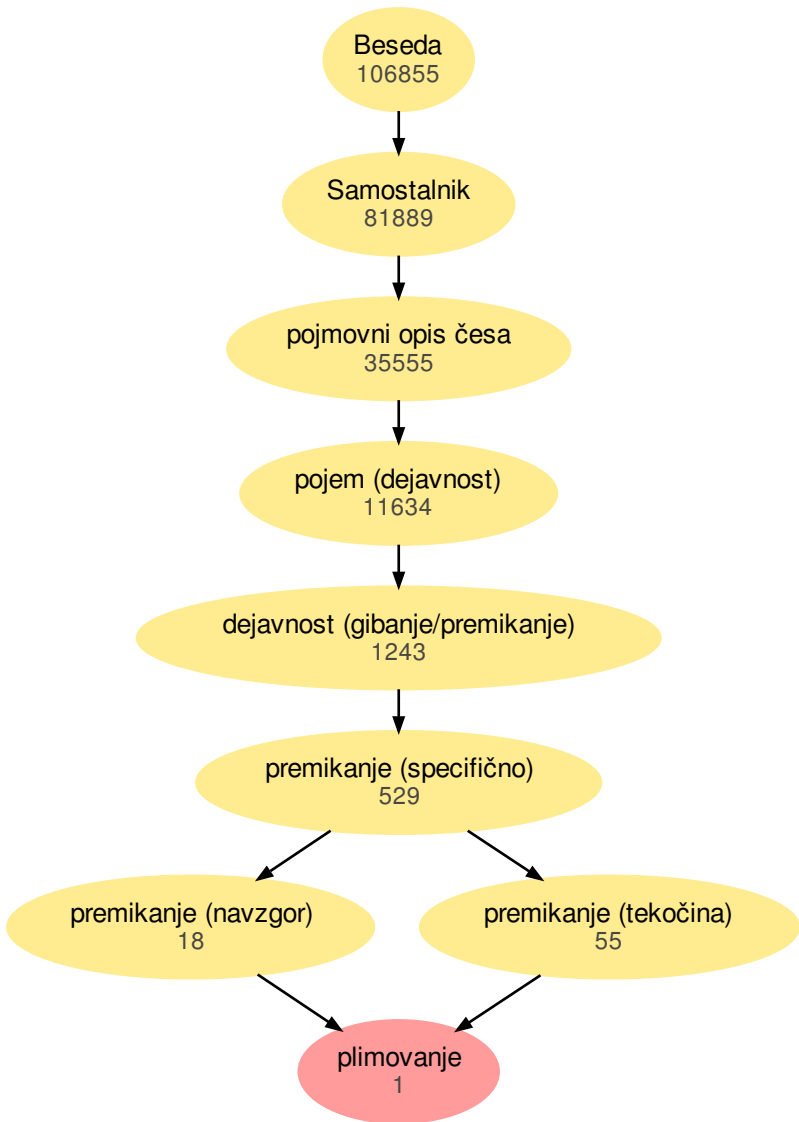 Beseda
106855
Samostalnik
81889
pojmovni opis česa
35555
pojem (dejavnost)
11634
dejavnost (gibanje/premikanje)
1243
premikanje (specifično)
529
premikanje (navzgor)
18
premikanje (tekočina)
55
plimovanje
1